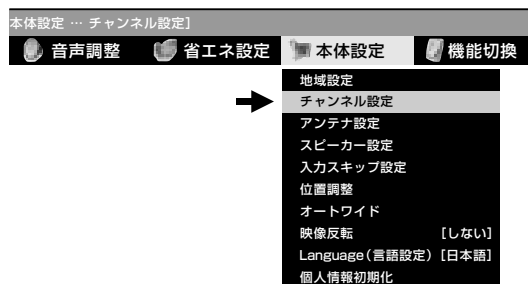 本体設定 … チャンネル設定]
音声調整 省エネ設定 本体設定 機能切換
地域設定
チャンネル設定
アンテナ設定
スピーカー設定
入力スキップ設定
位置調整
オートワイド
映像反転 [しない]
Language(言語設定) [日本語]
個人情報初期化